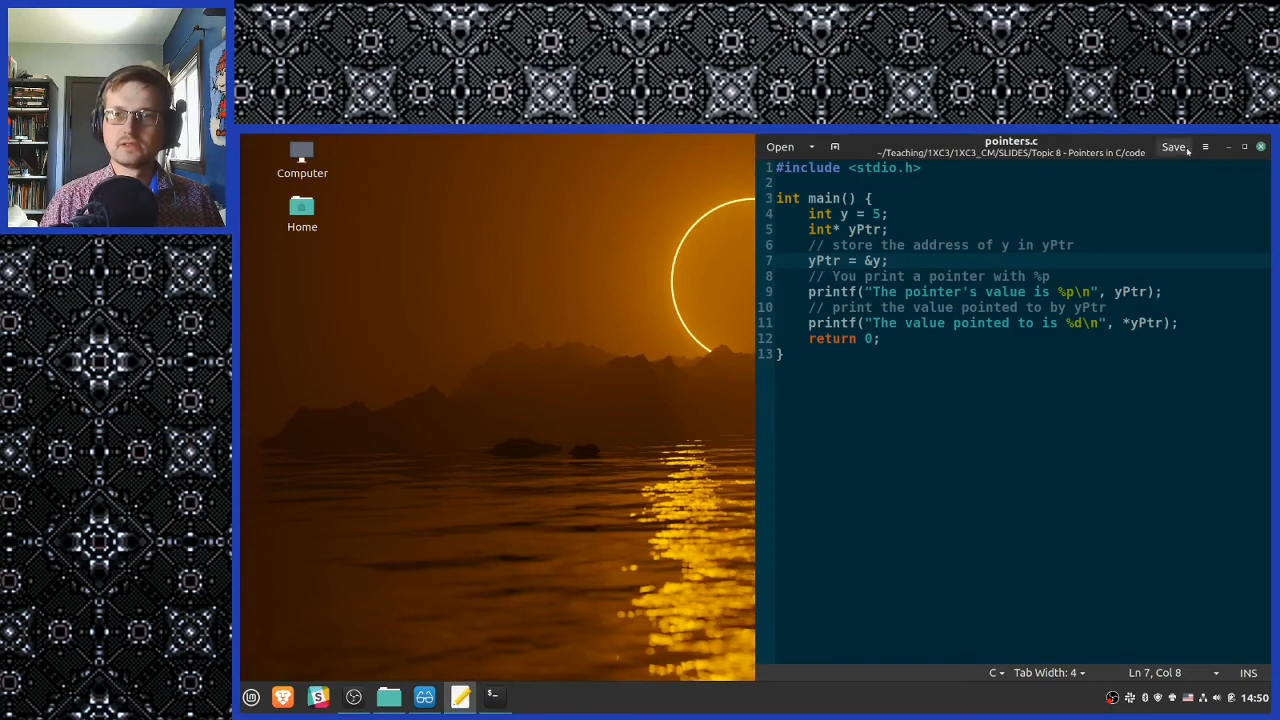 Computer
Home
Open
pointers.c
~/Teaching/1XC3/1XC3_CM/SLIDES/Topic 8 - Pointers in C/code
Save
1 #include <stdio.h>
2
3 int main() {
4 int y = 5;
5 int* yPtr;
6 // store the address of y in yPtr
7 yPtr = &y;
8 // You print a pointer with %p
9 printf("The pointer's value is %p\n", yPtr);
10 // print the value pointed to by yPtr
11 printf("The value pointed to is %d\n", *yPtr);
12 return 0;
13 }
C
Tab Width: 4
Ln 7, Col 8
INS
14:50